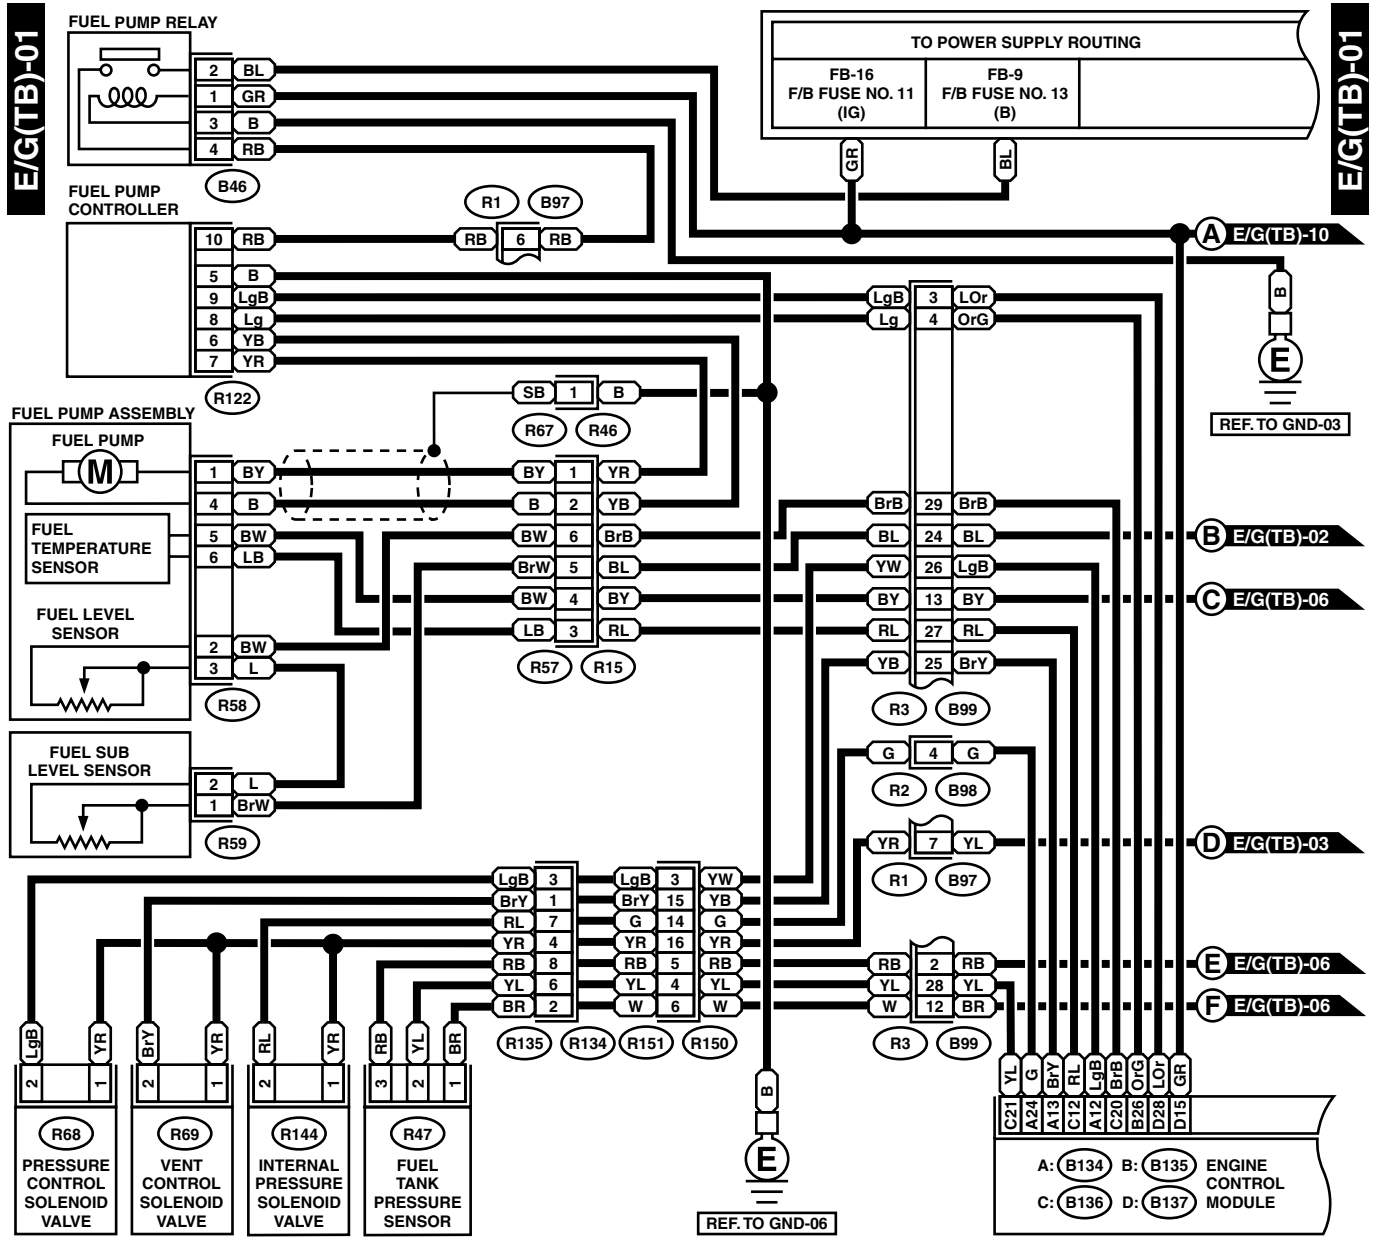 E/G(TB)-01
E/G(TB)-01
FUEL PUMP RELAY
2 BL
1 GR
3 B
4 RB
B46
TO POWER SUPPLY ROUTING
FB-16
F/B FUSE NO. 11
(IG)
FB-9
F/B FUSE NO. 13
(B)
GR
BL
FUEL PUMP
CONTROLLER
10 RB
5 B
9 LgB
8 Lg
6 YB
7 YR
R122
R1 B97
RB 6 RB
A E/G(TB)-10
B
E
REF. TO GND-03
LgB 3 LOr
Lg 4 OrG
SB 1 B
R67 R46
FUEL PUMP ASSEMBLY
FUEL PUMP
M
1 BY
4 B
FUEL
TEMPERATURE
SENSOR
5 BW
6 LB
FUEL LEVEL
SENSOR
2 BW
3 L
R58
BY 1 YR
B 2 YB
BW 6 BrB
BrW 5 BL
BW 4 BY
LB 3 RL
R57 R15
BrB 29 BrB
BL 24 BL
YW 26 LgB
BY 13 BY
RL 27 RL
YB 25 BrY
R3 B99
B E/G(TB)-02
C E/G(TB)-06
FUEL SUB
LEVEL SENSOR
2 L
1 BrW
R59
G 4 G
R2 B98
YR 7 YL
R1 B97
D E/G(TB)-03
LgB 3 LgB 3 YW
BrY 1 BrY 15 YB
RL 7 G 14 G
YR 4 YR 16 YR
RB 8 RB 5 RB
YL 6 YL 4 YL
BR 2 W 6 W
R135 R134 R151 R150
RB 2 RB
YL 28 YL
W 12 BR
R3 B99
E E/G(TB)-06
F E/G(TB)-06
LgB YR BrY YR RL YR RB YL BR
2 1 2 1 2 1 3 2 1
R68
PRESSURE
CONTROL
SOLENOID
VALVE
R69
VENT
CONTROL
SOLENOID
VALVE
R144
INTERNAL
PRESSURE
SOLENOID
VALVE
R47
FUEL
TANK
PRESSURE
SENSOR
B
E
REF. TO GND-06
YL G BrY RL LgB BrB OrG LOr GR
C21 A24 A13 C12 A12 C20 B26 D28 D15
A: B134 B: B135
C: B136 D: B137
ENGINE
CONTROL
MODULE